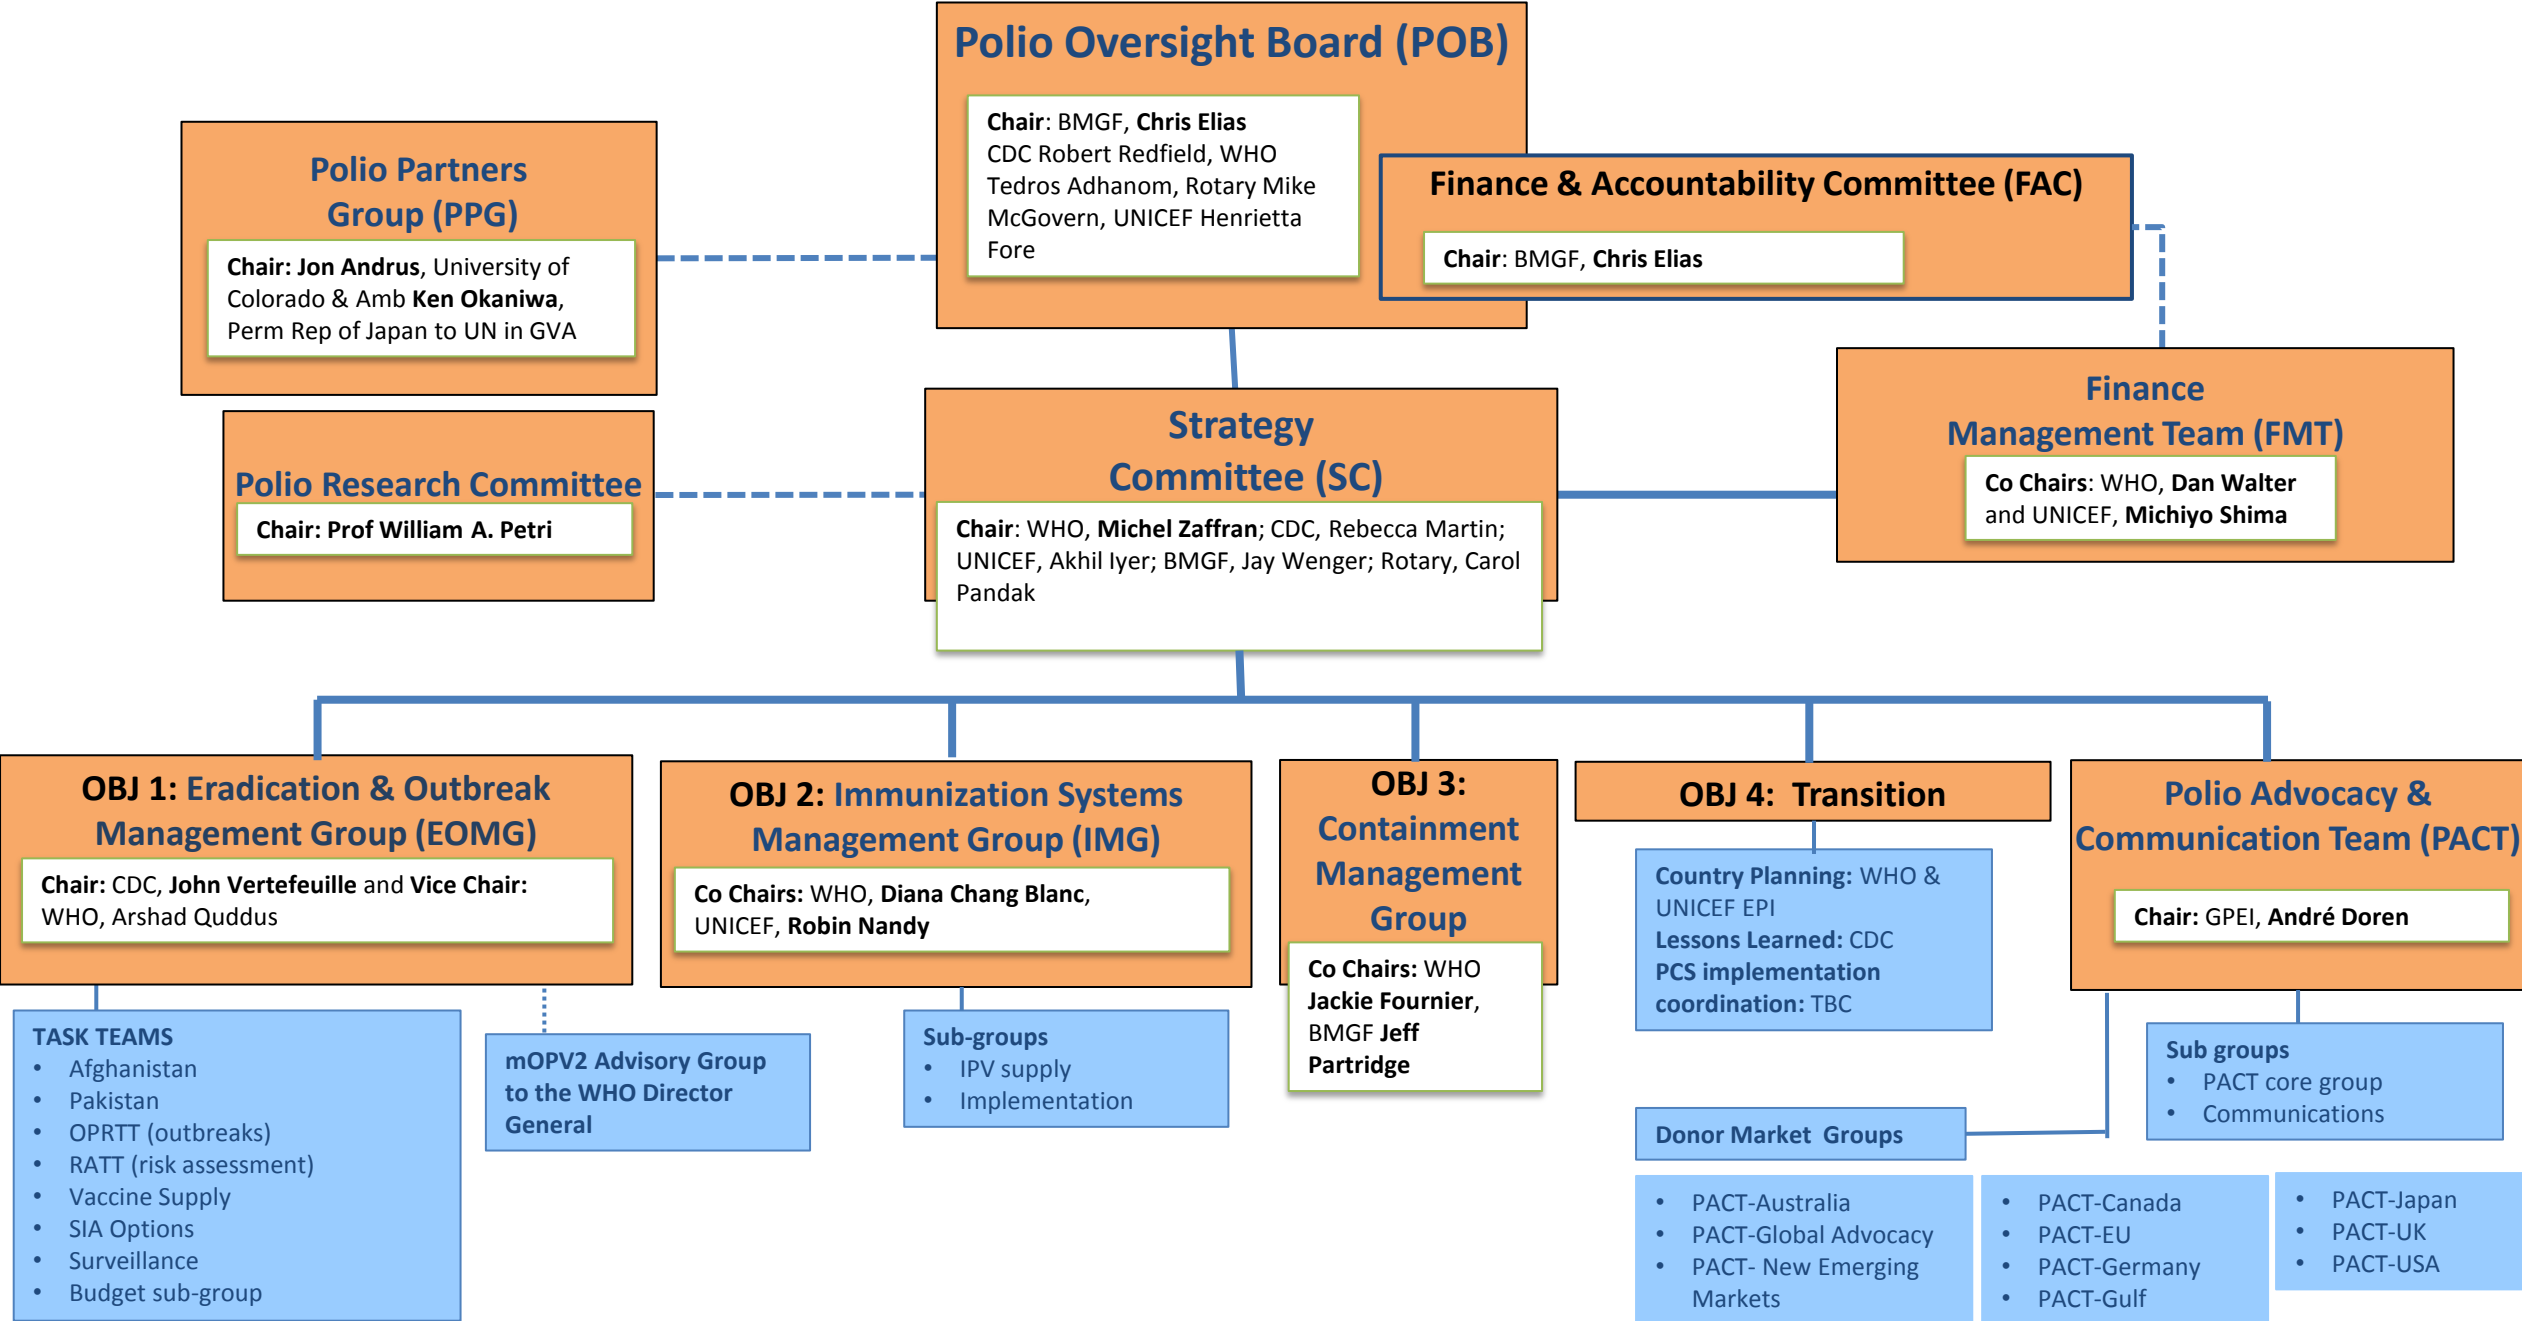 Polio Oversight Board (POB)
Chair: BMGF, Chris Elias
CDC Robert Redfield, WHO
Tedros Adhanom, Rotary Mike
McGovern, UNICEF Henrietta
Fore
Polio Partners
Group (PPG)
Chair: Jon Andrus, University of
Colorado & Amb Ken Okaniwa,
Perm Rep of Japan to UN in GVA
Finance & Accountability Committee (FAC)
Chair: BMGF, Chris Elias
Polio Research Committee
Chair: Prof William A. Petri
Strategy
Committee (SC)
Chair: WHO, Michel Zaffran; CDC, Rebecca Martin;
UNICEF, Akhil Iyer; BMGF, Jay Wenger; Rotary, Carol
Pandak
Finance
Management Team (FMT)
Co Chairs: WHO, Dan Walter
and UNICEF, Michiyo Shima
OBJ 1: Eradication & Outbreak
Management Group (EOMG)
Chair: CDC, John Vertefeuille and Vice Chair:
WHO, Arshad Quddus
TASK TEAMS
• Afghanistan
• Pakistan
• OPRTT (outbreaks)
• RATT (risk assessment)
• Vaccine Supply
• SIA Options
• Surveillance
• Budget sub-group
mOPV2 Advisory Group
to the WHO Director
General
OBJ 2: Immunization Systems
Management Group (IMG)
Co Chairs: WHO, Diana Chang Blanc,
UNICEF, Robin Nandy
Sub-groups
• IPV supply
• Implementation
OBJ 3:
Containment
Management
Group
Co Chairs: WHO
Jackie Fournier,
BMGF Jeff
Partridge
OBJ 4:  Transition
Country Planning: WHO &
UNICEF EPI
Lessons Learned: CDC
PCS implementation
coordination: TBC
Polio Advocacy &
Communication Team (PACT)
Chair: GPEI, André Doren
Sub groups
• PACT core group
• Communications
Donor Market  Groups
• PACT-Australia
• PACT-Global Advocacy
• PACT- New Emerging
Markets
• PACT-Canada
• PACT-EU
• PACT-Germany
• PACT-Gulf
• PACT-Japan
• PACT-UK
• PACT-USA